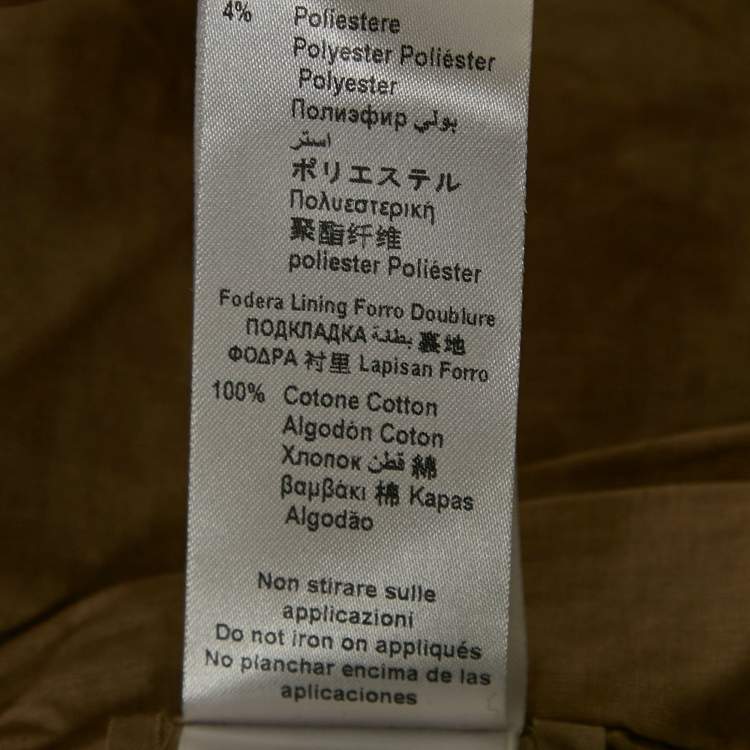 4% Poliestere
Polyester Poliéster
Polyester
Полиэфир بولي
استر
ポリエステル
Πολυεστερική
聚酯纤维
poliester Poliéster
Fodera Lining Forro Doublure
ПОДКЛАДКА بطانة 裏地
ΦΟΔΡΑ 衬里 Lapisan Forro
100% Cotone Cotton
Algodón Coton
Хлопок قطن 綿
βαμβάκι 棉 Kapas
Algodão
Non stirare sulle
applicazioni
Do not iron on appliqués
No planchar encima de las
aplicaciones